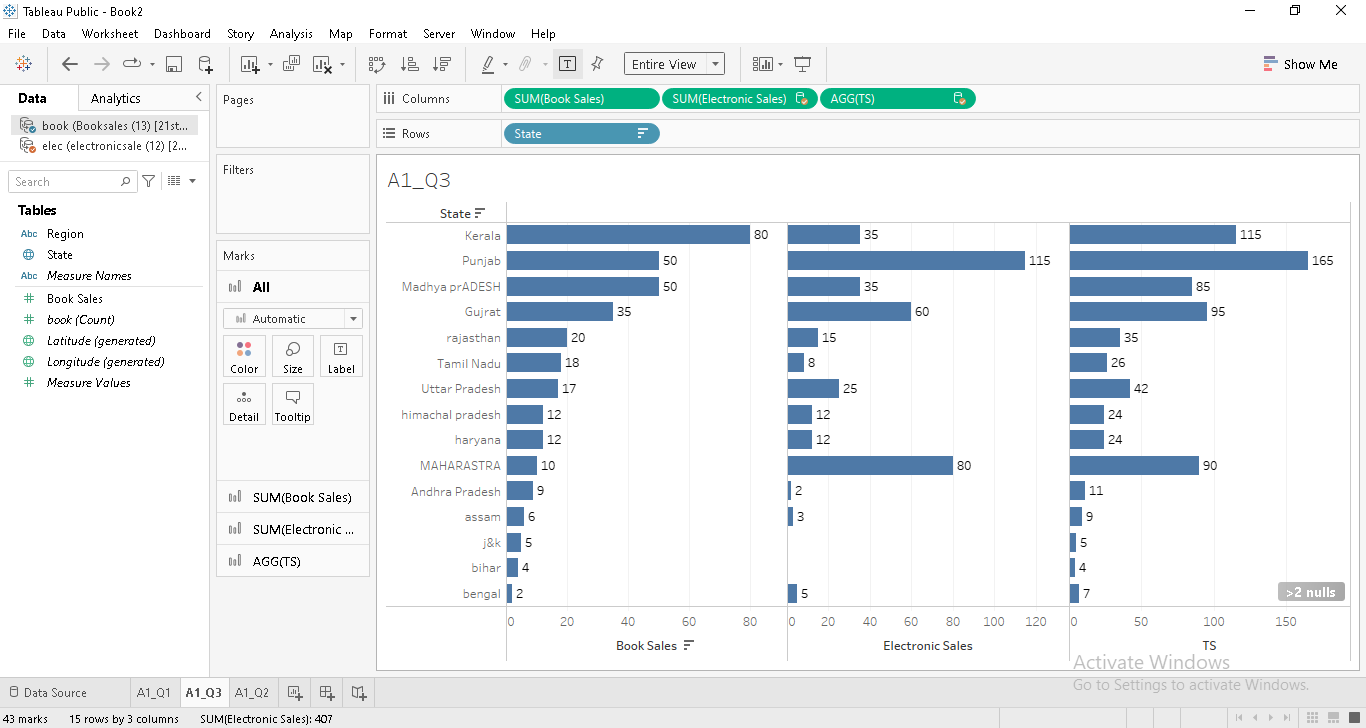 Tableau Public - Book2
File Data Worksheet Dashboard Story Analysis Map Format Server Window Help
Entire View
Show Me
Data Analytics
book (Booksales (13) [21st...
elec (electronicsale (12) [2...
Search
Tables
Abc Region
State
Abc Measure Names
Book Sales
book (Count)
Latitude (generated)
Longitude (generated)
Measure Values
Pages
Filters
Marks
All
Automatic
Color Size Label
Detail Tooltip
SUM(Book Sales)
SUM(Electronic ...
AGG(TS)
Columns SUM(Book Sales) SUM(Electronic Sales) AGG(TS)
Rows State
A1_Q3
State
Kerala 80 35 115
Punjab 50 115 165
Madhya prADESH 50 35 85
Gujrat 35 60 95
rajasthan 20 15 35
Tamil Nadu 18 8 26
Uttar Pradesh 17 25 42
himachal pradesh 12 12 24
haryana 12 12 24
MAHARASTRA 10 80 90
Andhra Pradesh 9 2 11
assam 6 3 9
j&k 5 5
bihar 4 4
bengal 2 5 7
>2 nulls
0 20 40 60 80 0 20 40 60 80 100 120 0 50 100 150
Book Sales Electronic Sales TS
Activate Windows
Go to Settings to activate Windows.
Data Source A1_Q1 A1_Q3 A1_Q2
43 marks 15 rows by 3 columns SUM(Electronic Sales): 407